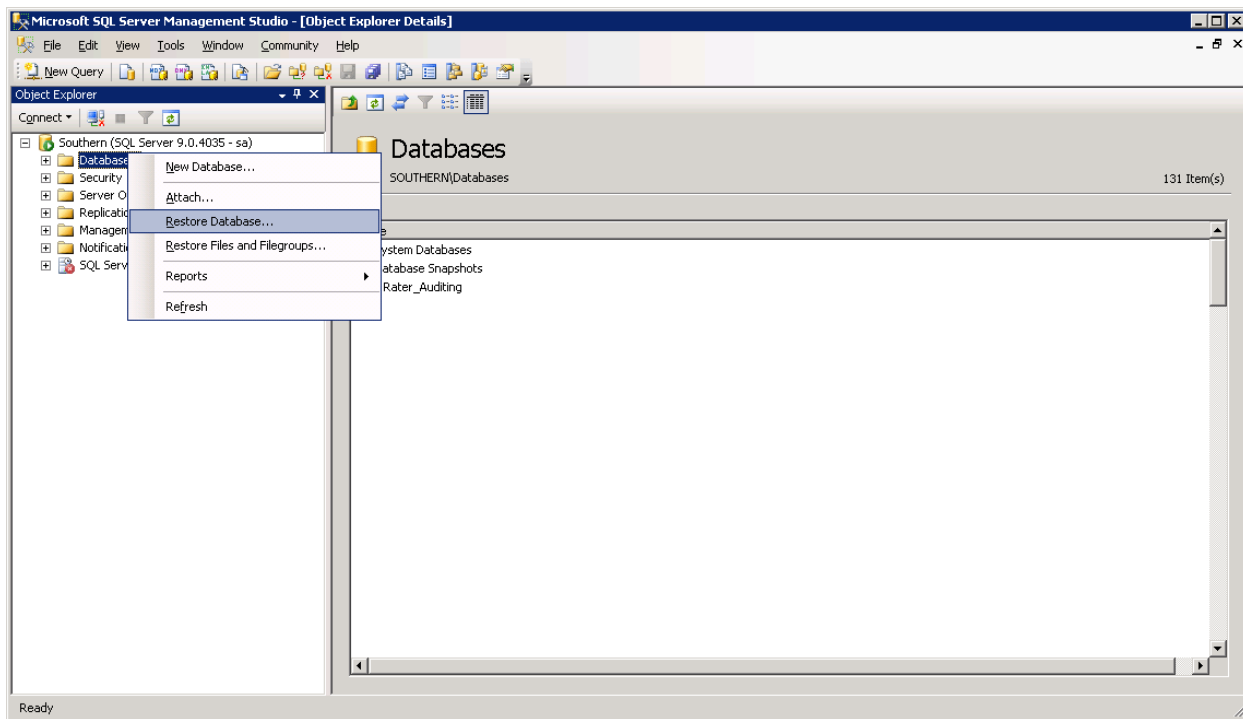 Microsoft SQL Server Management Studio - [Object Explorer Details]
File Edit View Tools Window Community Help
New Query
Object Explorer
Connect
Southern (SQL Server 9.0.4035 - sa)
Database
Security
Server O
Replicatio
Managem
Notificati
SQL Serv
New Database...
Attach...
Restore Database...
Restore Files and Filegroups...
Reports
Refresh
Databases
SOUTHERN\Databases
131 Item(s)
e
ystem Databases
atabase Snapshots
Rater_Auditing
Ready